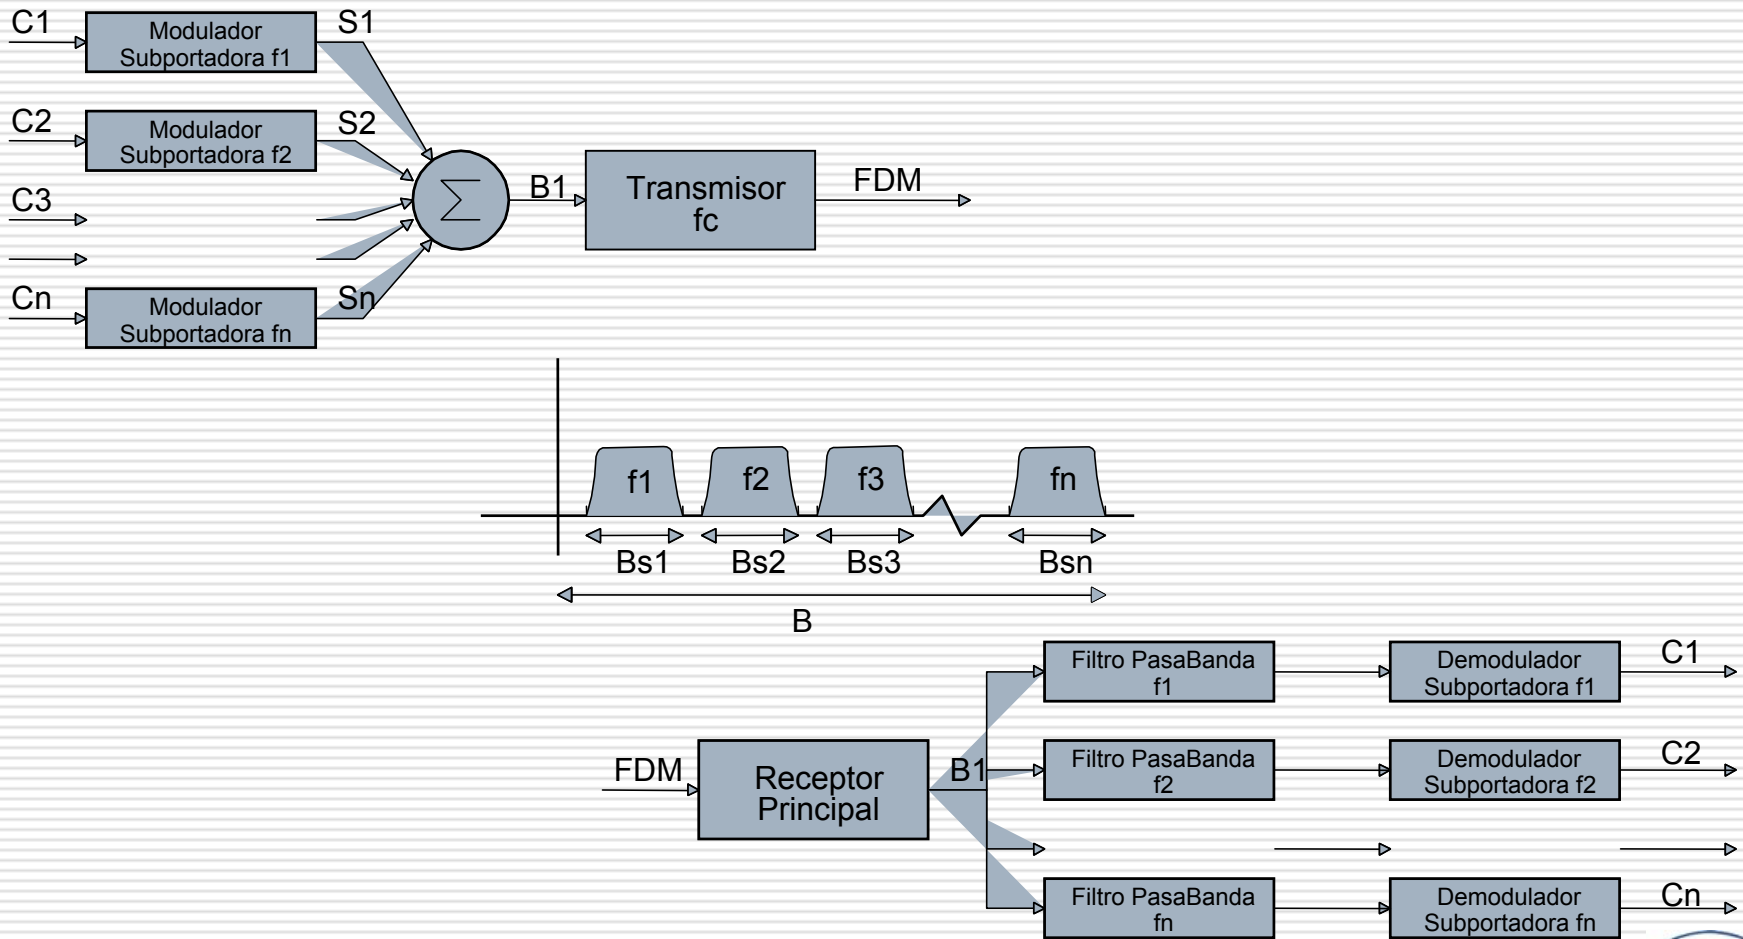 C1
Modulador
Subportadora f1
S1
C2
Modulador
Subportadora f2
S2
C3
Cn
Modulador
Subportadora fn
Sn
∑
B1
Transmisor
fc
FDM
f1
f2
f3
fn
Bs1
Bs2
Bs3
Bsn
B
FDM
Receptor
Principal
B1
Filtro PasaBanda
f1
Demodulador
Subportadora f1
C1
Filtro PasaBanda
f2
Demodulador
Subportadora f2
C2
Filtro PasaBanda
fn
Demodulador
Subportadora fn
Cn